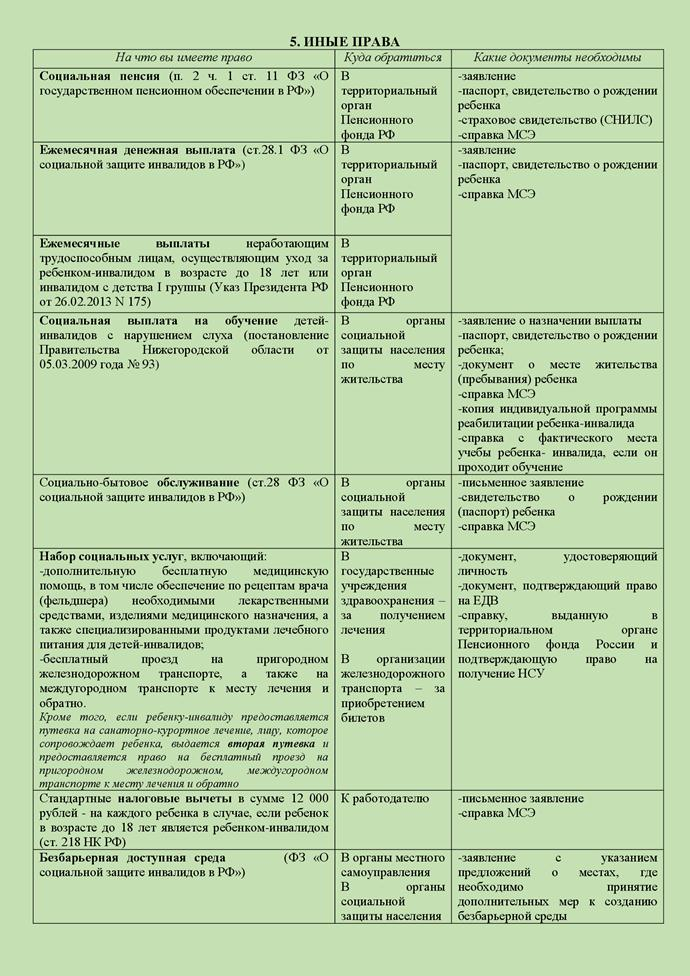 5. ИНЫЕ ПРАВА
На что вы имеете право
Куда обратиться
Какие документы необходимы
Социальная пенсия (п. 2 ч. 1 ст. 11 ФЗ «О
государственном пенсионном обеспечении в РФ»)
В
территориальный
орган
Пенсионного
фонда РФ
-заявление
-паспорт, свидетельство о рождении
ребенка
-страховое свидетельство (СНИЛС)
-справка МСЭ
Ежемесячная денежная выплата (ст.28.1 ФЗ «О
социальной защите инвалидов в РФ»)
В
территориальный
орган
Пенсионного
фонда РФ
-заявление
-паспорт, свидетельство о рождении
ребенка
-справка МСЭ
Ежемесячные выплаты неработающим
трудоспособным лицам, осуществляющим уход за
ребенком-инвалидом в возрасте до 18 лет или
инвалидом с детства I группы (Указ Президента РФ
от 26.02.2013 N 175)
В
территориальный
орган
Пенсионного
фонда РФ
Социальная выплата на обучение детей-
инвалидов с нарушением слуха (постановление
Правительства Нижегородской области от
05.03.2009 года № 93)
В органы
социальной
защиты населения
по месту
жительства
-заявление о назначении выплаты
-паспорт, свидетельство о рождении
ребенка;
-документ о месте жительства
(пребывания) ребенка
-справка МСЭ
-копия индивидуальной программы
реабилитации ребенка-инвалида
-справка с фактического места
учебы ребенка- инвалида, если он
проходит обучение
Социально-бытовое обслуживание (ст.28 ФЗ «О
социальной защите инвалидов в РФ»)
В органы
социальной
защиты населения
по месту
жительства
-письменное заявление
-свидетельство о рождении
(паспорт) ребенка
-справка МСЭ
Набор социальных услуг, включающий:
-дополнительную бесплатную медицинскую
помощь, в том числе обеспечение по рецептам врача
(фельдшера) необходимыми лекарственными
средствами, изделиями медицинского назначения, а
также специализированными продуктами лечебного
питания для детей-инвалидов;
-бесплатный проезд на пригородном
железнодорожном транспорте, а также на
междугородном транспорте к месту лечения и
обратно.
Кроме того, если ребенку-инвалиду предоставляется
путевка на санаторно-курортное лечение, лицу, которое
сопровождает ребенка, выдается вторая путевка и
предоставляется право на бесплатный проезд на
пригородном железнодорожном, междугородном
транспорте к месту лечения и обратно
В
государственные
учреждения
здравоохранения –
за получением
лечения
В организации
железнодорожного
транспорта – за
приобретением
билетов
-документ, удостоверяющий
личность
-документ, подтверждающий право
на ЕДВ
-справку, выданную в
территориальном органе
Пенсионного фонда России и
подтверждающую право на
получение НСУ
Стандартные налоговые вычеты в сумме 12 000
рублей - на каждого ребенка в случае, если ребенок
в возрасте до 18 лет является ребенком-инвалидом
(ст. 218 НК РФ)
К работодателю
-письменное заявление
-справка МСЭ
Безбарьерная доступная среда (ФЗ «О
социальной защите инвалидов в РФ»)
В органы местного
самоуправления
В органы
социальной
защиты населения
-заявление с указанием
предложений о местах, где
необходимо принятие
дополнительных мер к созданию
безбарьерной среды